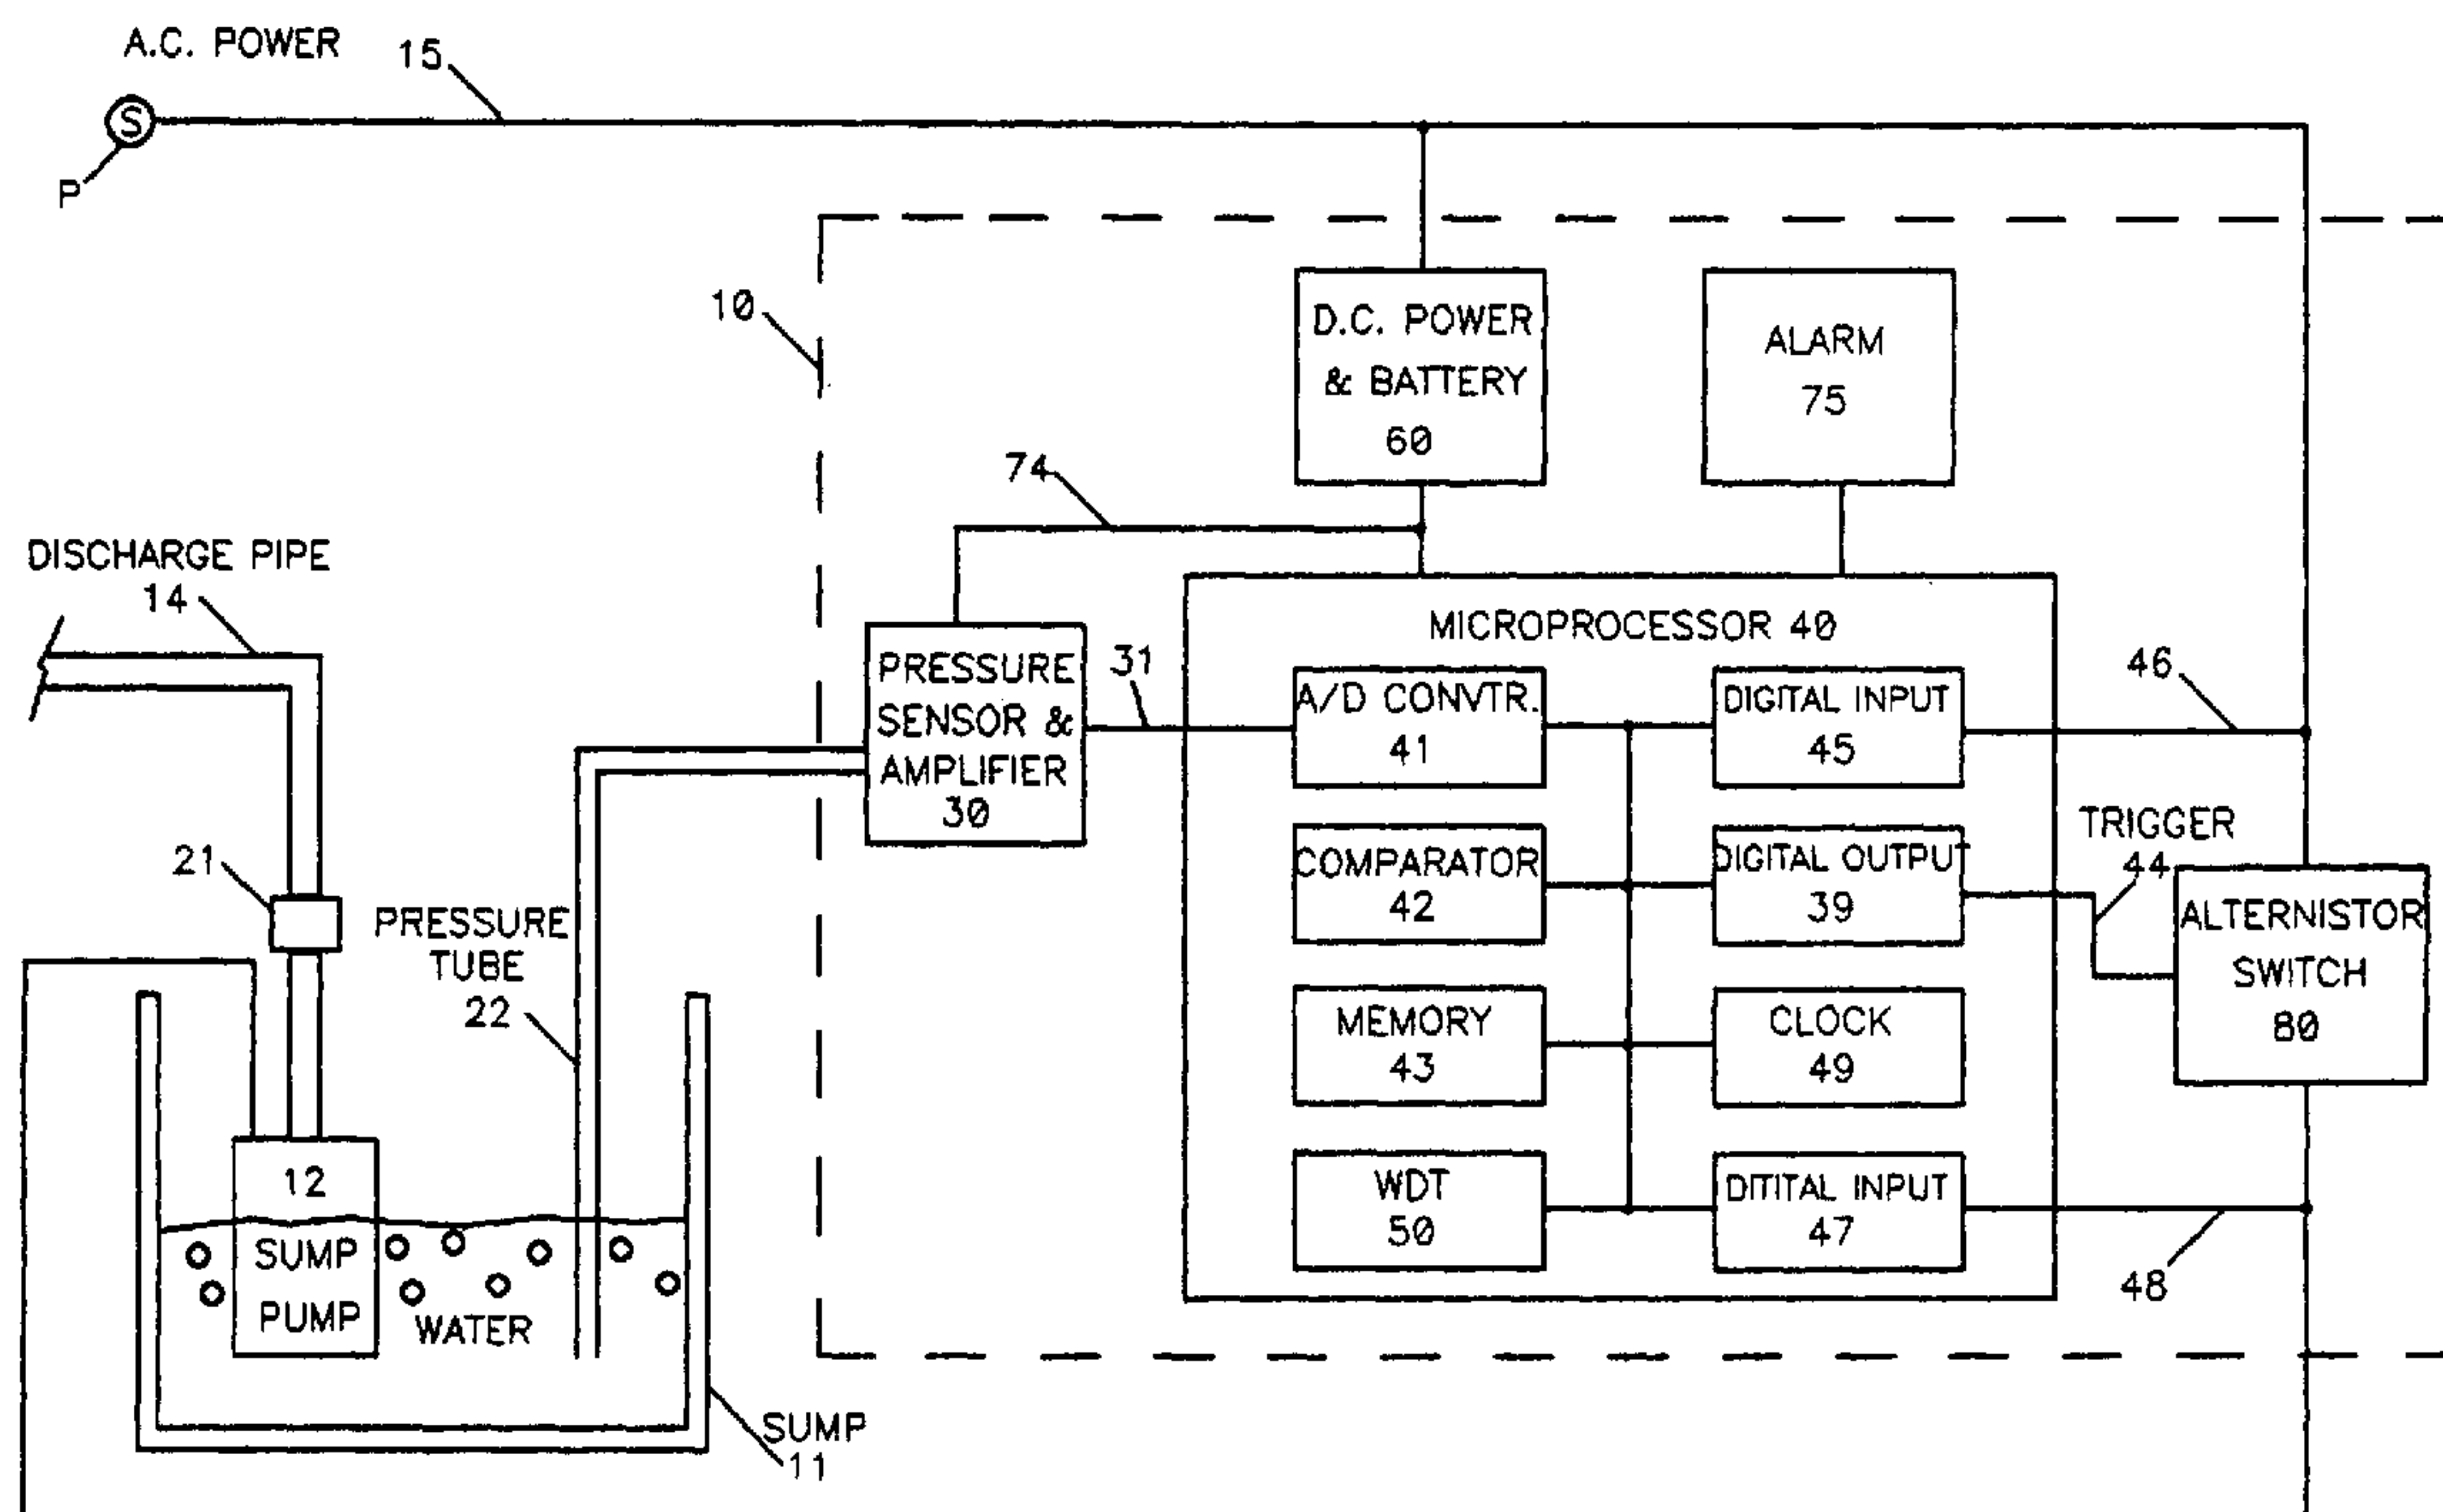 A.C. POWER
15
S
P
10
D.C. POWER
& BATTERY
60
ALARM
75
74
DISCHARGE PIPE
14
MICROPROCESSOR 40
PRESSURE
SENSOR &
AMPLIFIER
30
31
A/D CONVTR.
41
DIGITAL INPUT
45
46
COMPARATOR
42
DIGITAL OUTPUT
39
TRIGGER
44
ALTERNISTOR
SWITCH
80
21
PRESSURE
TUBE
22
MEMORY
43
CLOCK
49
WDT
50
DITITAL INPUT
47
48
12
SUMP
PUMP
WATER
SUMP
11